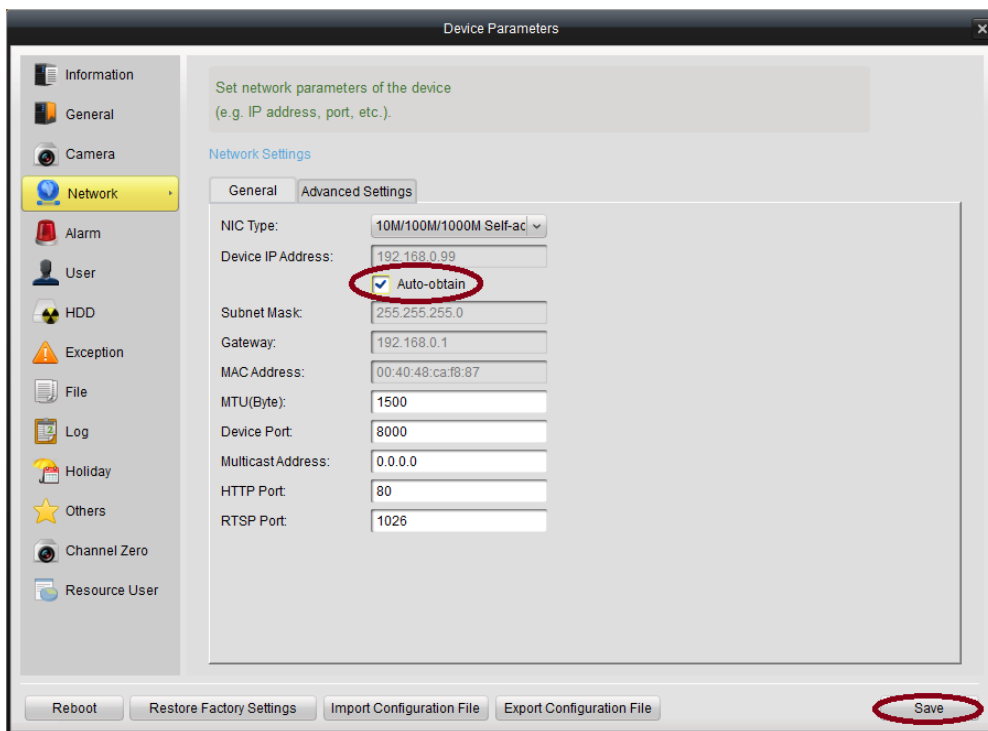 Device Parameters
Information
General
Camera
Network
Alarm
User
HDD
Exception
File
Log
Holiday
Others
Channel Zero
Resource User
Set network parameters of the device
(e.g. IP address, port, etc.).
Network Settings
General Advanced Settings
NIC Type: 10M/100M/1000M Self-ac
Device IP Address: 192.168.0.99
Auto-obtain
Subnet Mask: 255.255.255.0
Gateway: 192.168.0.1
MAC Address: 00:40:48:ca:f8:87
MTU(Byte): 1500
Device Port: 8000
Multicast Address: 0.0.0.0
HTTP Port: 80
RTSP Port: 1026
Reboot Restore Factory Settings Import Configuration File Export Configuration File Save